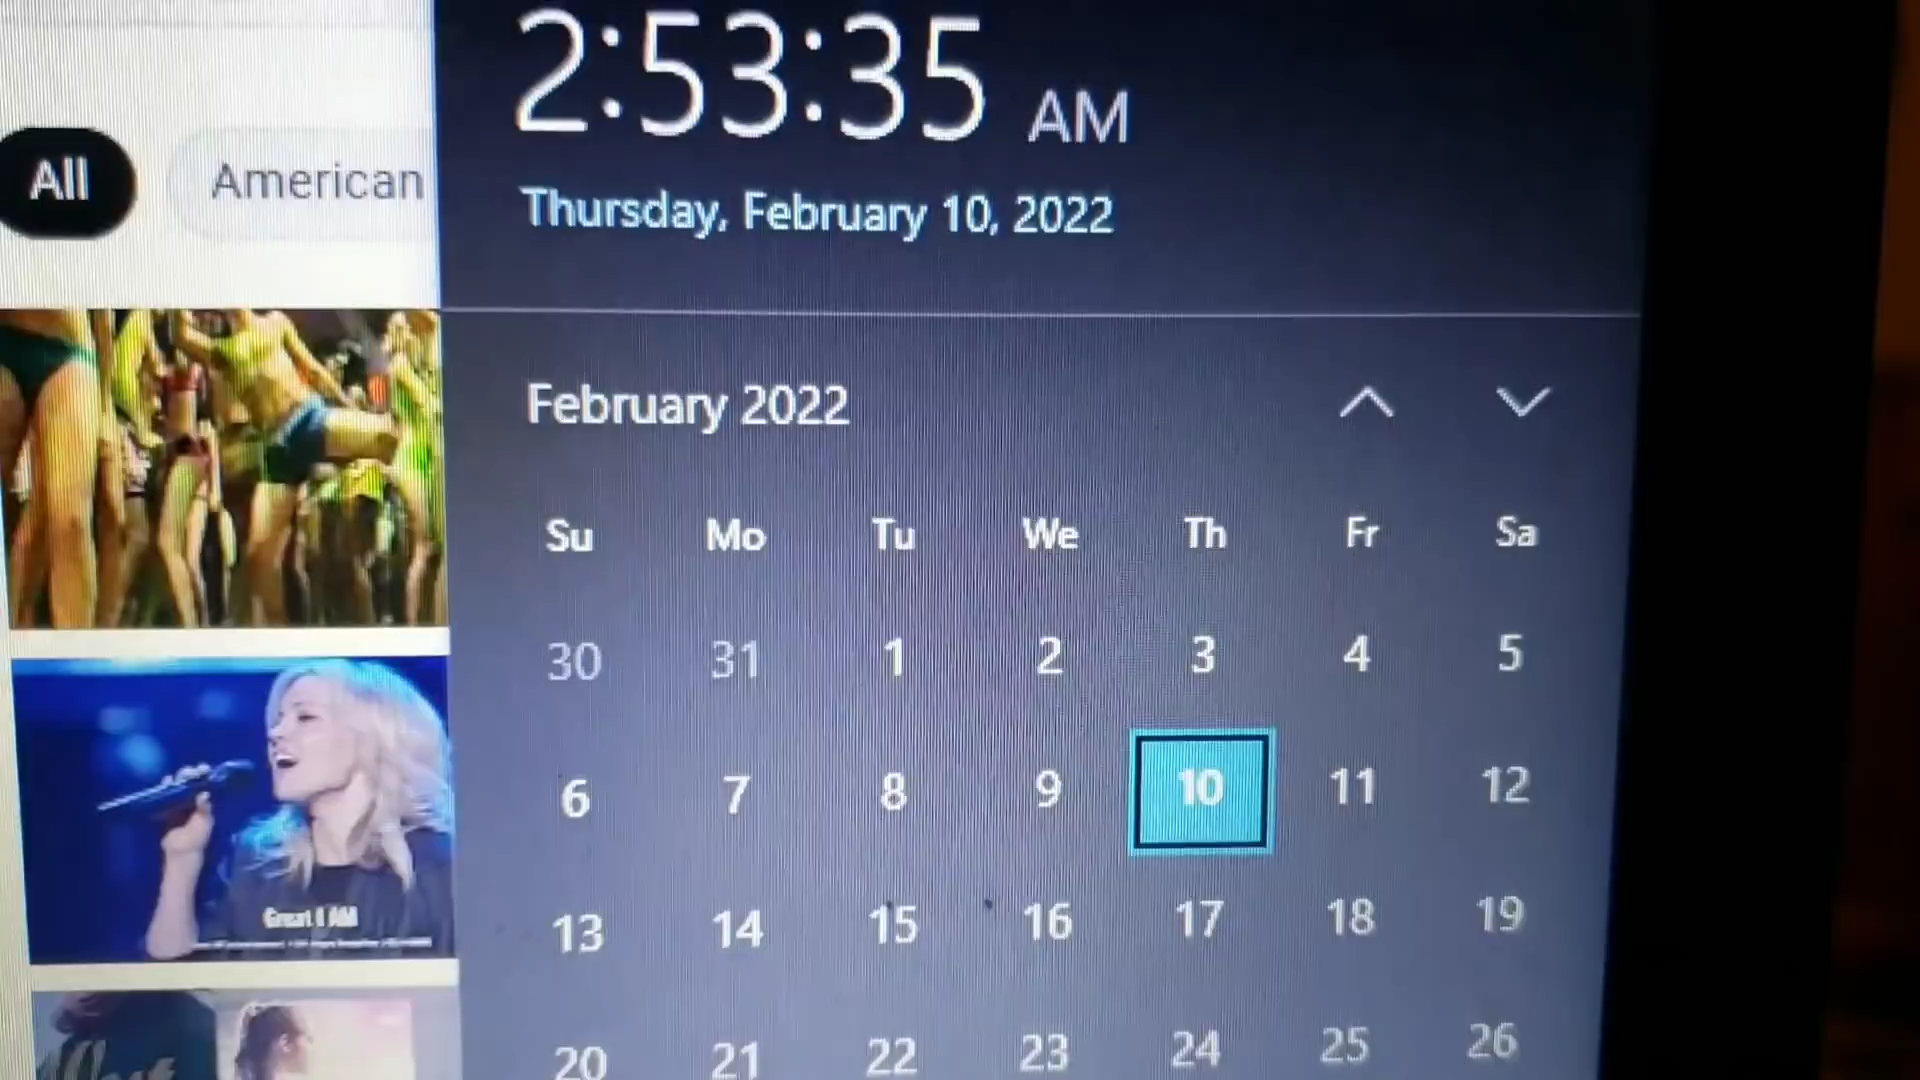 2:53:35 AM
Thursday, February 10, 2022
All
American
February 2022
Su Mo Tu We Th Fr Sa
30 31 1 2 3 4 5
6 7 8 9 10 11 12
13 14 15 16 17 18 19
20 21 22 23 24 25 26
Great I AM